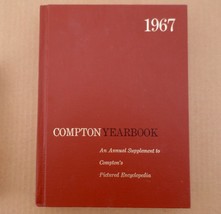 1967
COMPTON YEARBOOK
An Annual Supplement to
Compton's
Pictured Encyclopedia